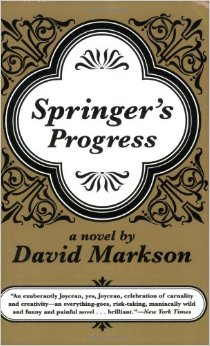 Springer's
Progress
a novel by
David Markson
"An exuberantly Joycean, yes, Joycean, celebration of carnality
and creativity—an everything-goes, risk-taking, maniacally wild
and funny and painful novel . . . brilliant."—New York Times